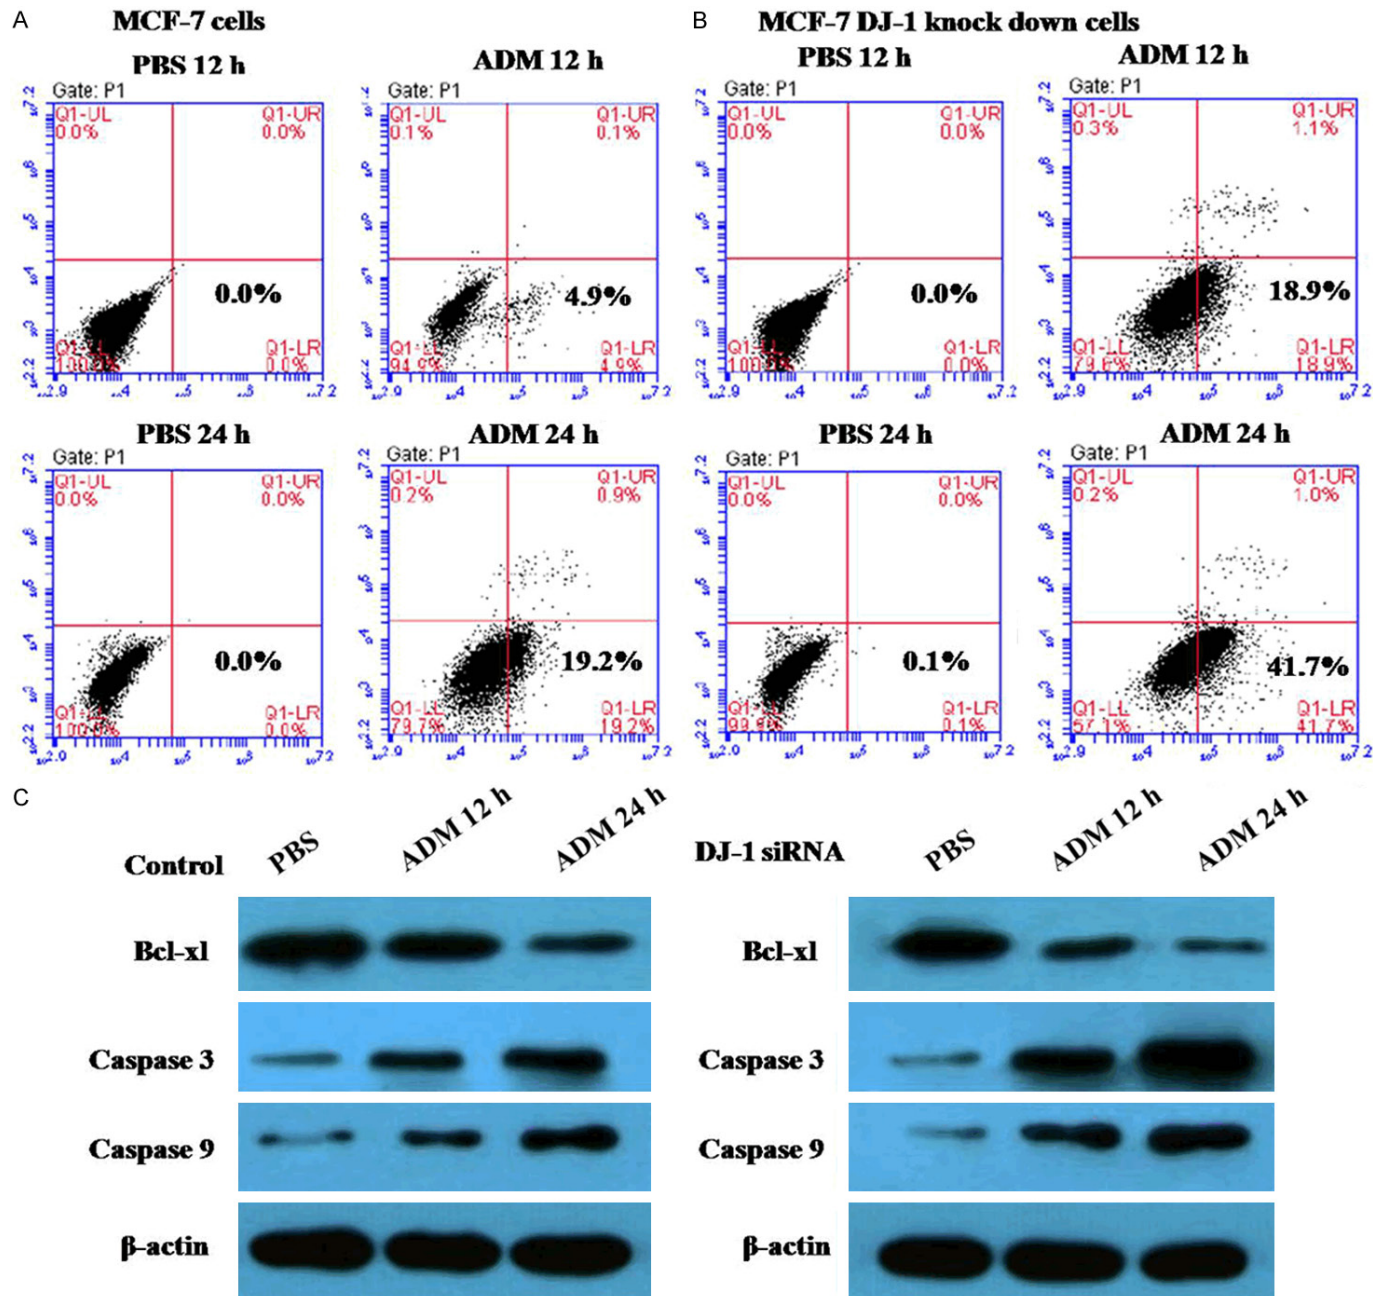 A
MCF-7 cells
B
MCF-7 DJ-1 knock down cells
PBS 12 h
Gate: P1
Q1-UL
0.0%
Q1-UR
0.0%
0.0%
Q1-LR
0.0%
ADM 12 h
Gate: P1
Q1-UL
0.1%
Q1-UR
0.1%
4.9%
Q1-LR
4.9%
PBS 12 h
Gate: P1
Q1-UL
0.0%
Q1-UR
0.0%
0.0%
Q1-LR
0.0%
ADM 12 h
Gate: P1
Q1-UL
0.3%
Q1-UR
1.1%
18.9%
Q1-LL
Q1-LR
79.6%
18.9%
PBS 24 h
Gate: P1
Q1-UL
0.0%
Q1-UR
0.0%
0.0%
Q1-LR
0.0%
ADM 24 h
Gate: P1
Q1-UL
0.2%
Q1-UR
0.9%
19.2%
Q1-LL
Q1-LR
79.7%
19.2%
PBS 24 h
Gate: P1
Q1-UL
0.0%
Q1-UR
0.0%
0.1%
Q1-LR
0.1%
ADM 24 h
Gate: P1
Q1-UL
0.2%
Q1-UR
1.0%
41.7%
Q1-LL
Q1-LR
57.1%
41.7%
C
Control
PBS
ADM 12 h
ADM 24 h
Bcl-xl
Caspase 3
Caspase 9
β-actin
DJ-1 siRNA
PBS
ADM 12 h
ADM 24 h
Bcl-xl
Caspase 3
Caspase 9
β-actin